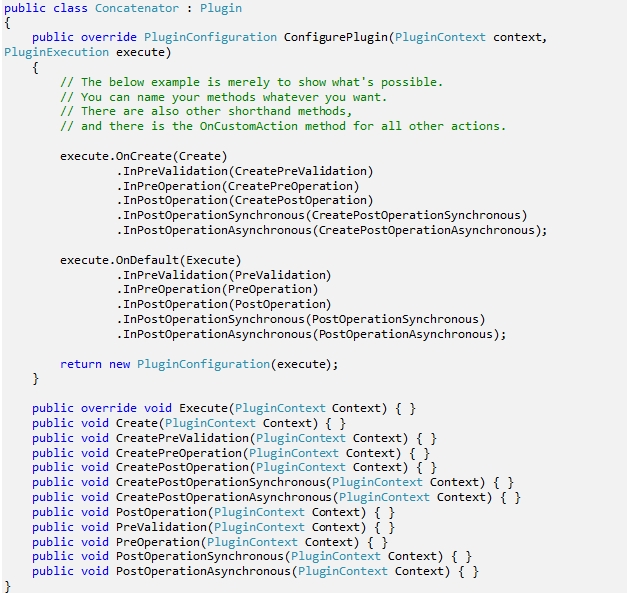 public class Concatenator : Plugin
{
    public override PluginConfiguration ConfigurePlugin(PluginContext context,
PluginExecution execute)
    {
        // The below example is merely to show what's possible.
        // You can name your methods whatever you want.
        // There are also other shorthand methods,
        // and there is the OnCustomAction method for all other actions.

        execute.OnCreate(Create)
                .InPreValidation(CreatePreValidation)
                .InPreOperation(CreatePreOperation)
                .InPostOperation(CreatePostOperation)
                .InPostOperationSynchronous(CreatePostOperationSynchronous)
                .InPostOperationAsynchronous(CreatePostOperationAsynchronous);

        execute.OnDefault(Execute)
                .InPreValidation(PreValidation)
                .InPreOperation(PreOperation)
                .InPostOperation(PostOperation)
                .InPostOperationSynchronous(PostOperationSynchronous)
                .InPostOperationAsynchronous(PostOperationAsynchronous);

        return new PluginConfiguration(execute);
    }

    public override void Execute(PluginContext Context) { }
    public void Create(PluginContext Context) { }
    public void CreatePreValidation(PluginContext Context) { }
    public void CreatePreOperation(PluginContext Context) { }
    public void CreatePostOperation(PluginContext Context) { }
    public void CreatePostOperationSynchronous(PluginContext Context) { }
    public void CreatePostOperationAsynchronous(PluginContext Context) { }
    public void PostOperation(PluginContext Context) { }
    public void PreValidation(PluginContext Context) { }
    public void PreOperation(PluginContext Context) { }
    public void PostOperationSynchronous(PluginContext Context) { }
    public void PostOperationAsynchronous(PluginContext Context) { }
}